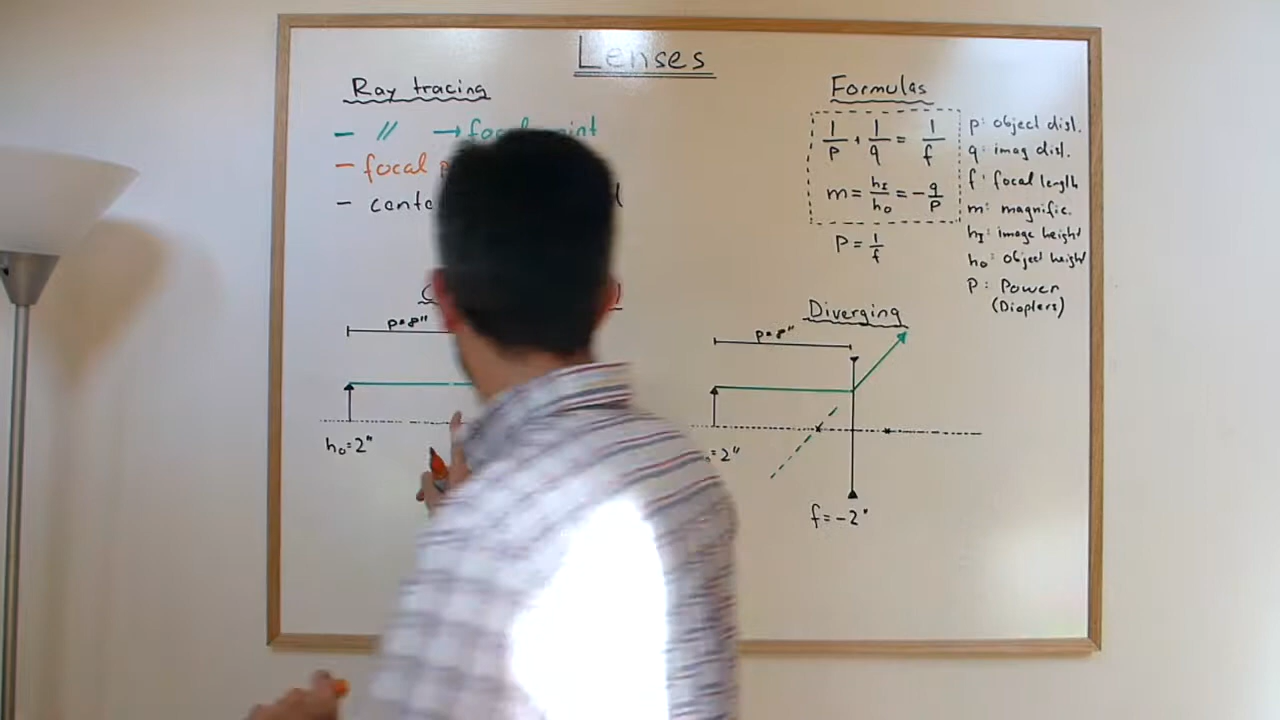 Lenses
Ray tracing
- // → focal point
- focal
-
Formulas
1/p + 1/q = 1/f
m = hI/ho = -q/p
P = 1/f
p: object dist.
q: imag dist.
f: focal length
m: magnific.
hI: image height
ho: object height
P: Power
(Diopters)
p=8"
ho=2"
Diverging
p=8"
=2"
f=-2"